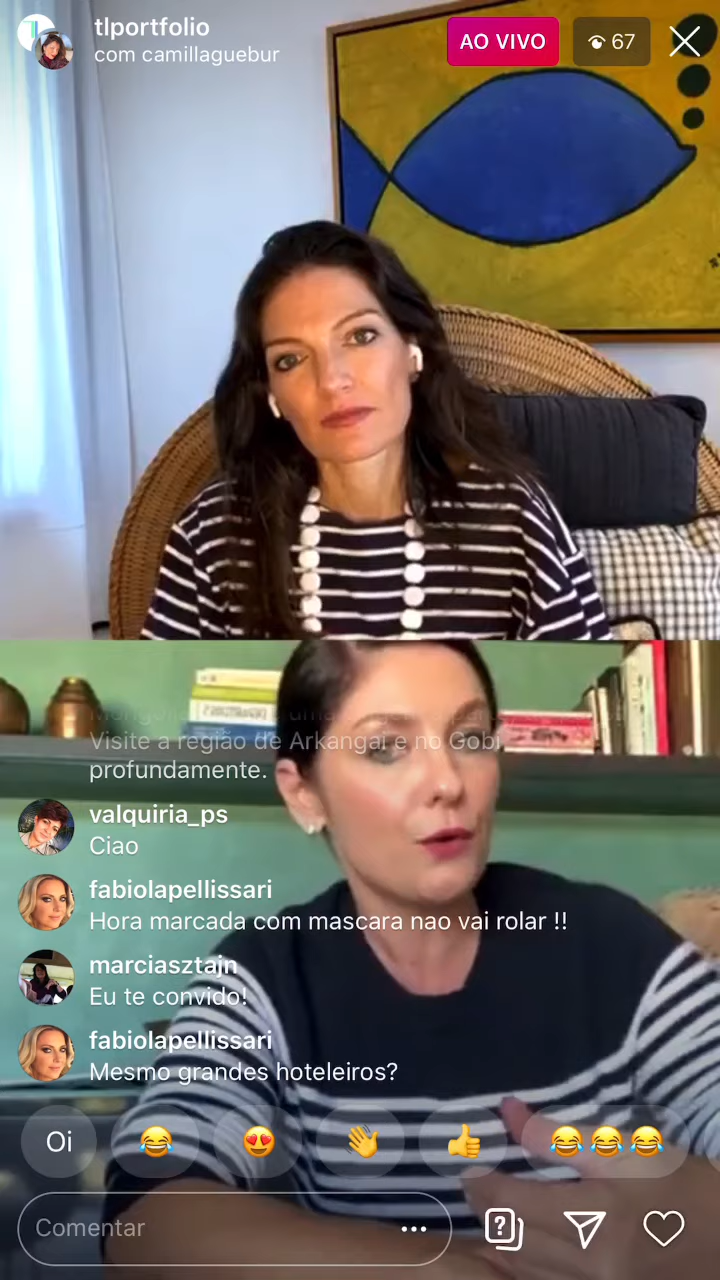 tlportfolio
com camillaguebur
AO VIVO
67
Visite a região de Arkangai e no Gobi
profundamente.
valquiria_ps
Ciao
fabiolapellissari
Hora marcada com mascara nao vai rolar !!
marciasztajn
Eu te convido!
fabiolapellissari
Mesmo grandes hoteleiros?
Oi
Comentar